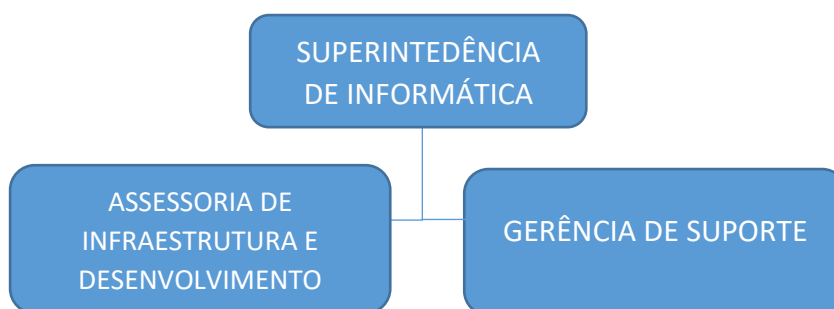 SUPERINTEDÊNCIA
DE INFORMÁTICA
ASSESSORIA DE
INFRAESTRUTURA E
DESENVOLVIMENTO
GERÊNCIA DE SUPORTE